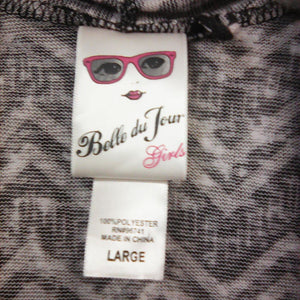 Belle du Jour
Girls
100%POLYESTER
RN#96741
MADE IN CHINA
LARGE